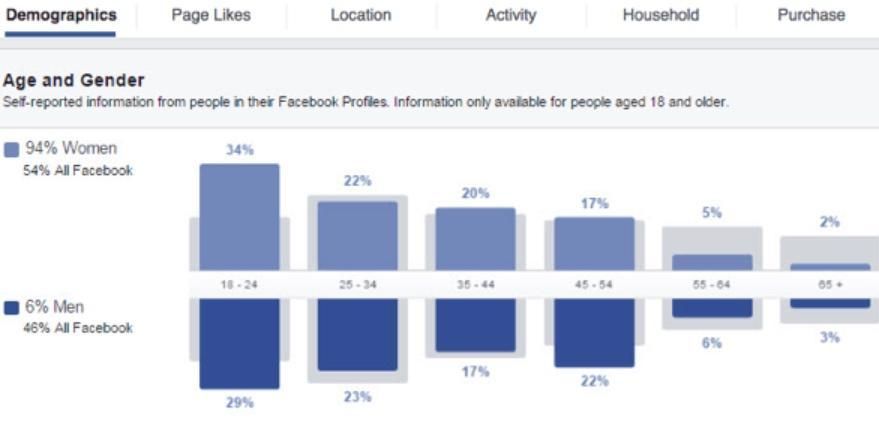 Demographics Page Likes Location Activity Household Purchase
Age and Gender
Self-reported information from people in their Facebook Profiles. Information only available for people aged 18 and older.
94% Women
54% All Facebook
34% 22% 20% 17% 5% 2%
18 - 24 25 - 34 35 - 44 45 - 54 55 - 64 65 +
6% Men
46% All Facebook
29% 23% 17% 22% 6% 3%